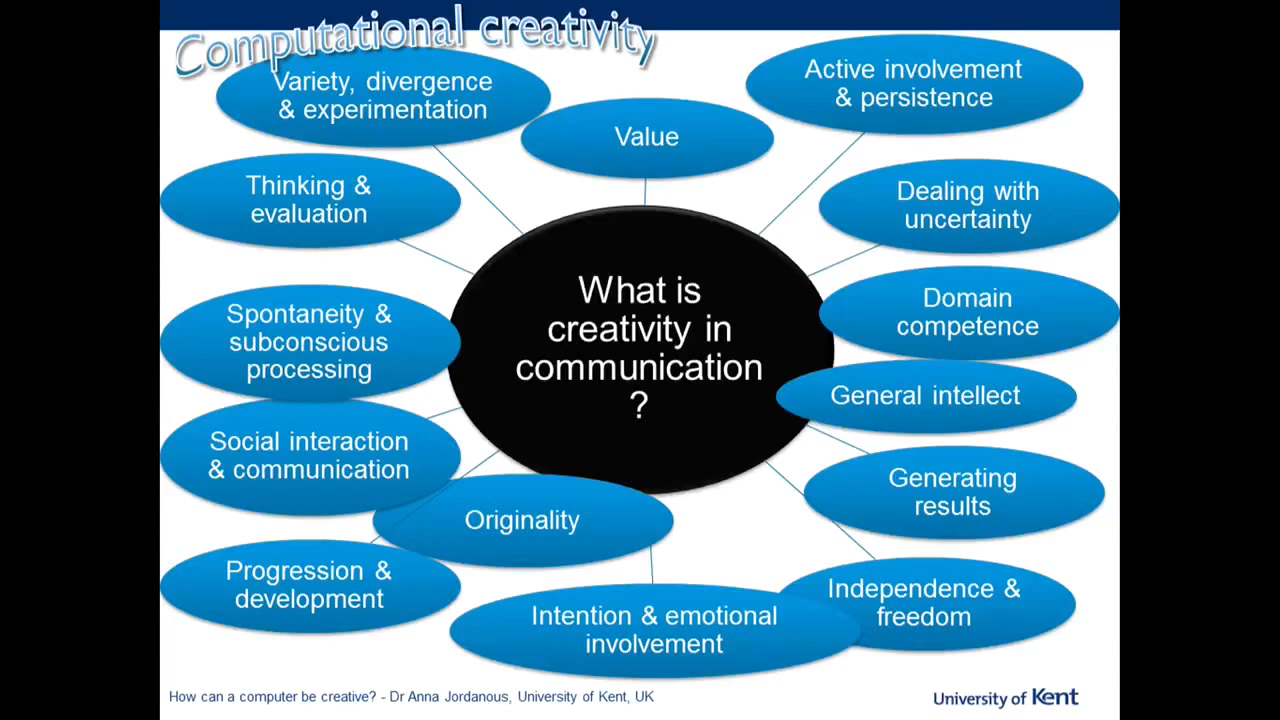 Computational creativity
Variety, divergence
& experimentation
Value
Active involvement
& persistence
Thinking &
evaluation
Dealing with
uncertainty
What is
creativity in
communication
?
Spontaneity &
subconscious
processing
Domain
competence
General intellect
Social interaction
& communication
Generating
results
Originality
Progression &
development
Intention & emotional
involvement
Independence &
freedom
How can a computer be creative? - Dr Anna Jordanous, University of Kent, UK
University of Kent